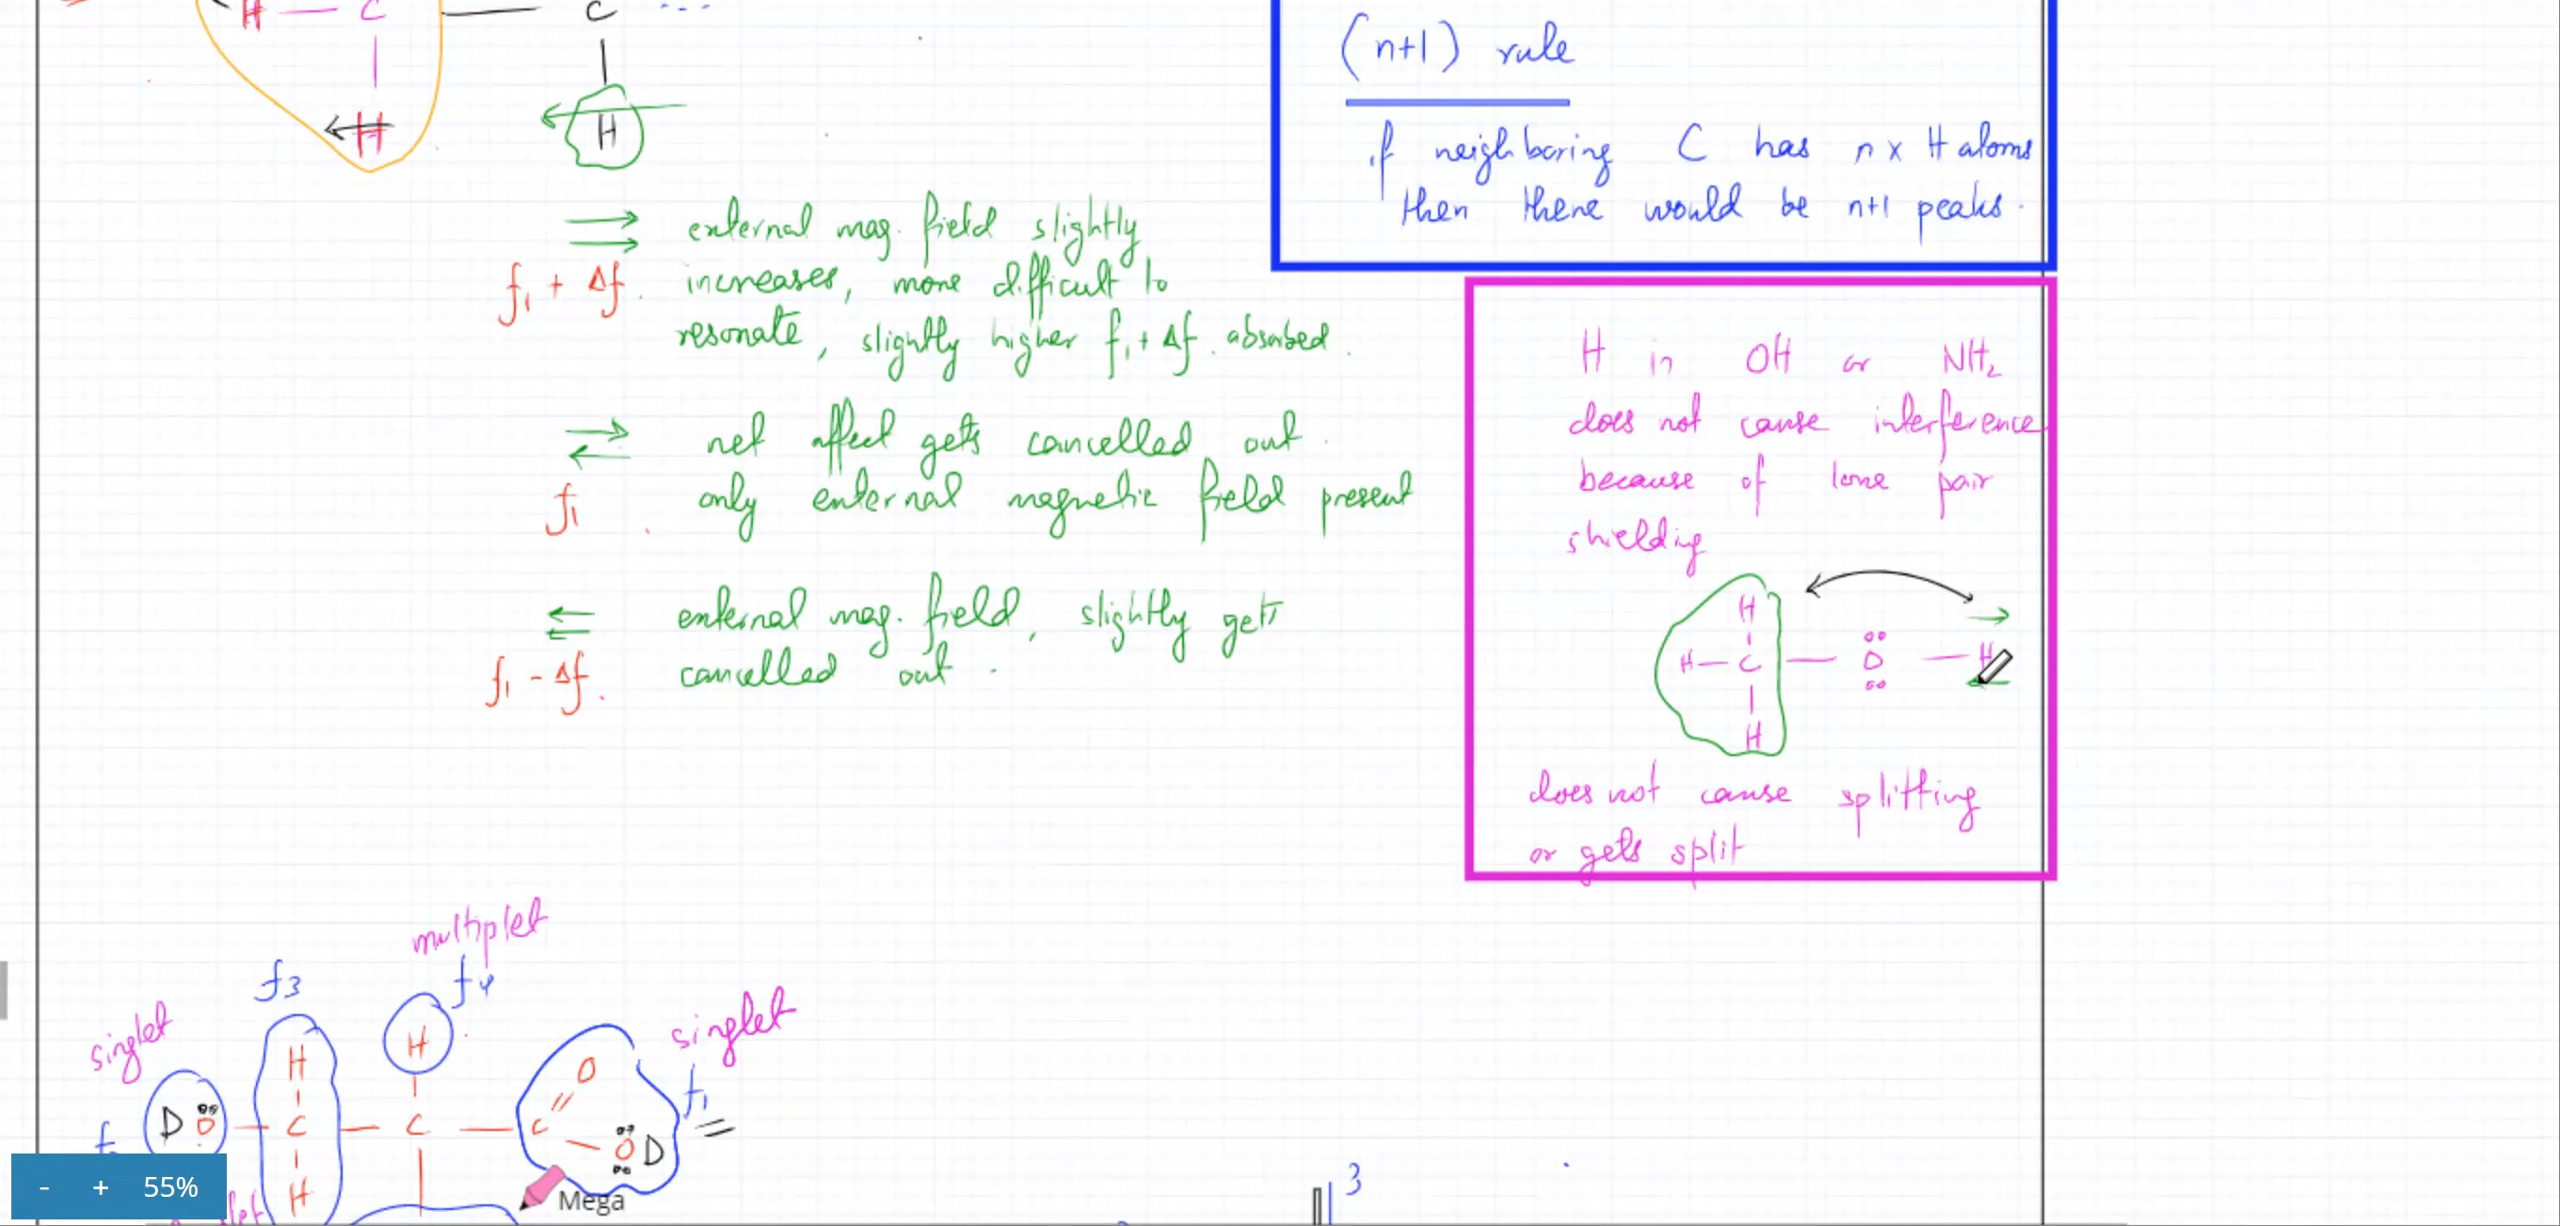 H — C C ...
H H
(n+1) rule
if neighboring C has n x H atoms
then there would be n+1 peaks.
external mag. field slightly
f₁ + Δf. increases, more difficult to
resonate, slightly higher f₁ + Δf. absorbed.
net affect gets cancelled out.
f₁ . only external magnetic field present
external mag. field, slightly gets
f₁ - Δf. cancelled out.
H in OH or NH₂
does not cause interference
because of lone pair
shielding
H
H — C — O — H
H
does not cause splitting
or gets split
multiplet
f3 f4
singlet singlet
H H O f₁
D O — C — C — C
O D
H
- + 55%
Mega
3